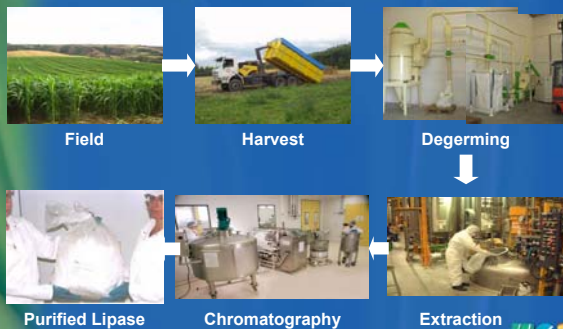 Field
Harvest
Degerming
Purified Lipase
Chromatography
Extraction